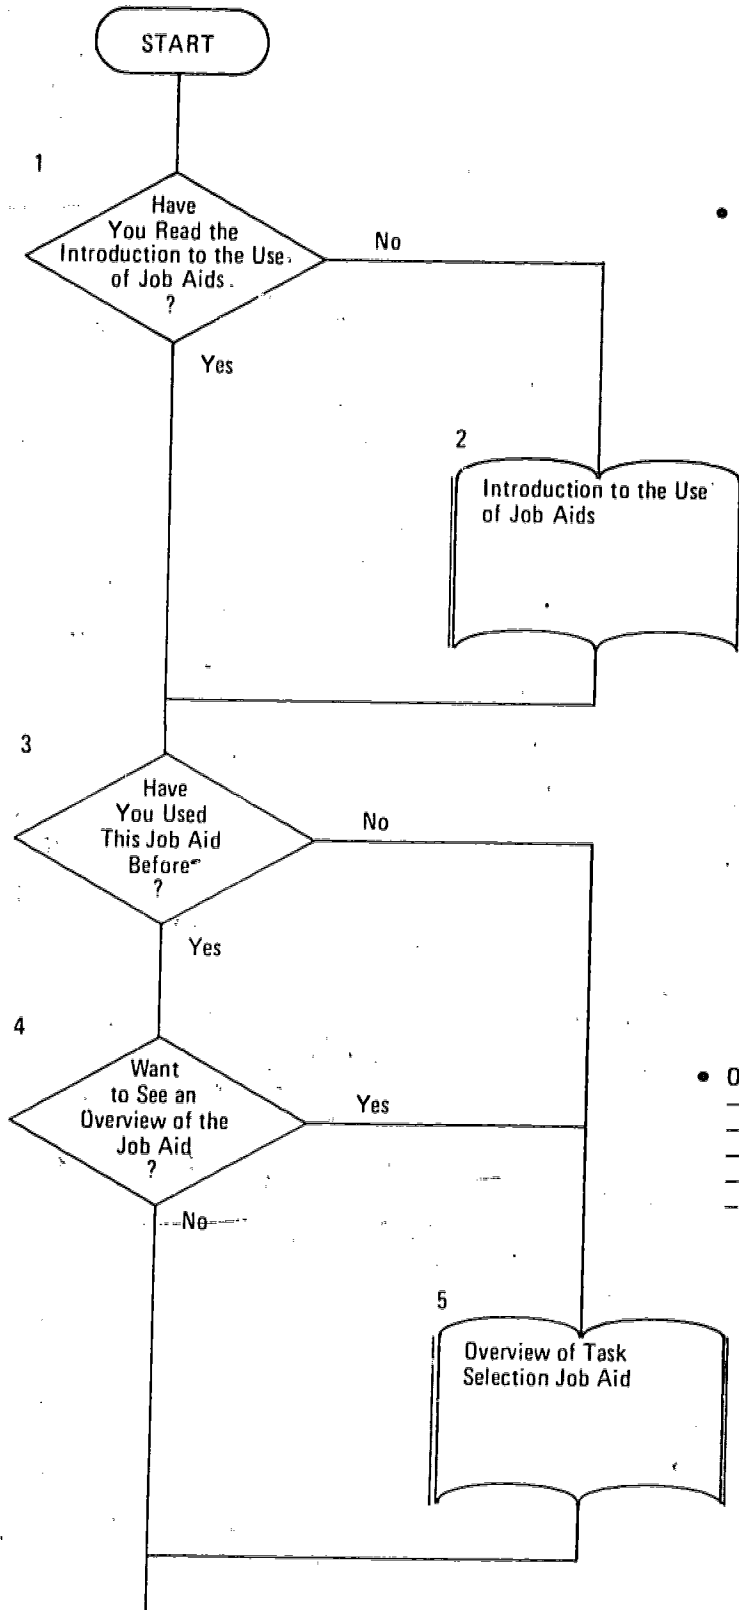 START
1
Have
You Read the
Introduction to the Use
of Job Aids
?
No
Yes
2
Introduction to the Use
of Job Aids
3
Have
You Used
This Job Aid
Before
?
No
Yes
4
Want
to See an
Overview of the
Job Aid
?
Yes
No
5
Overview of Task
Selection Job Aid